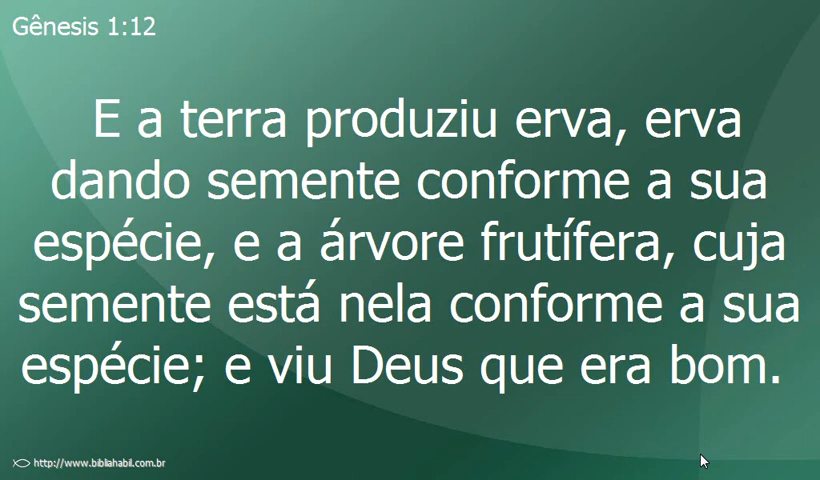 Gênesis 1:12
E a terra produziu erva, erva
dando semente conforme a sua
espécie, e a árvore frutífera, cuja
semente está nela conforme a sua
espécie; e viu Deus que era bom.
http://www.bibliahabil.com.br